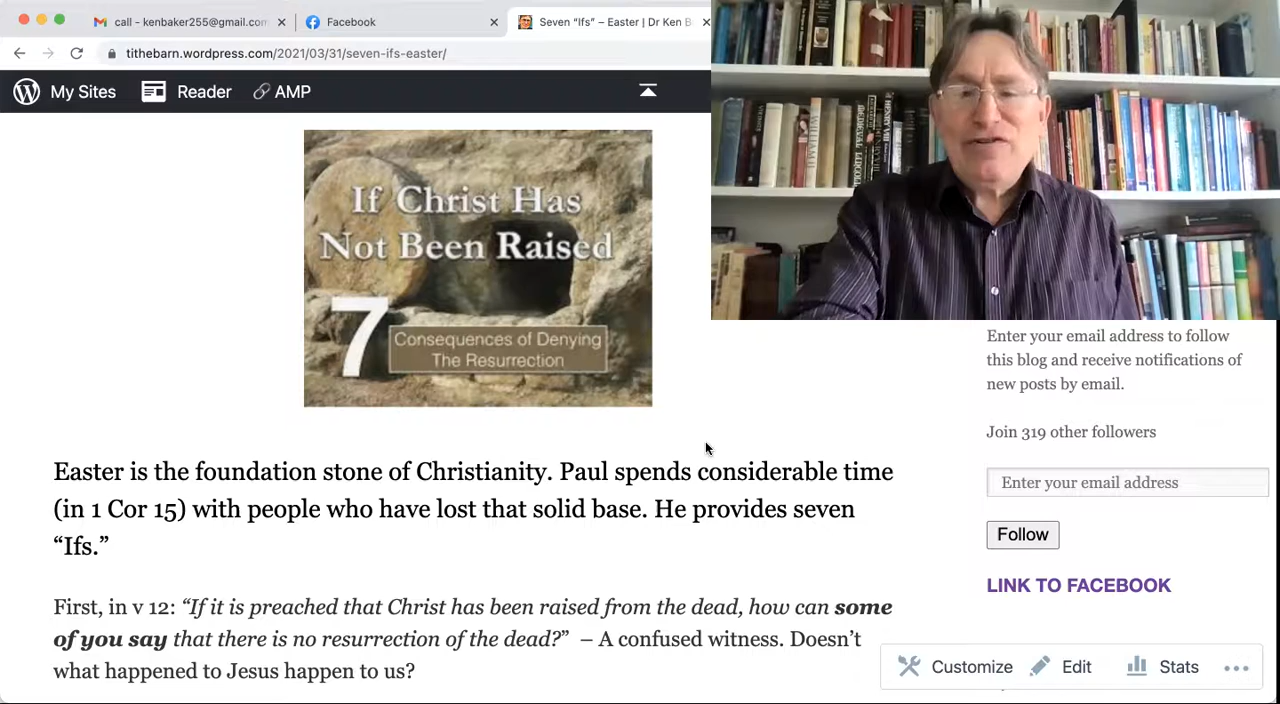 call - kenbaker255@gmail.com
Facebook
Seven “Ifs” – Easter | Dr Ken B
tithebarn.wordpress.com/2021/03/31/seven-ifs-easter/
My Sites
Reader
AMP
If Christ Has
Not Been Raised
7
Consequences of Denying
The Resurrection
HENRY VIII
WILLIAM II
Enter your email address to follow
this blog and receive notifications of
new posts by email.
Join 319 other followers
Enter your email address
Follow
LINK TO FACEBOOK
Easter is the foundation stone of Christianity. Paul spends considerable time
(in 1 Cor 15) with people who have lost that solid base. He provides seven
“Ifs.”
First, in v 12: “If it is preached that Christ has been raised from the dead, how can some
of you say that there is no resurrection of the dead?” – A confused witness. Doesn’t
what happened to Jesus happen to us?
Customize
Edit
Stats